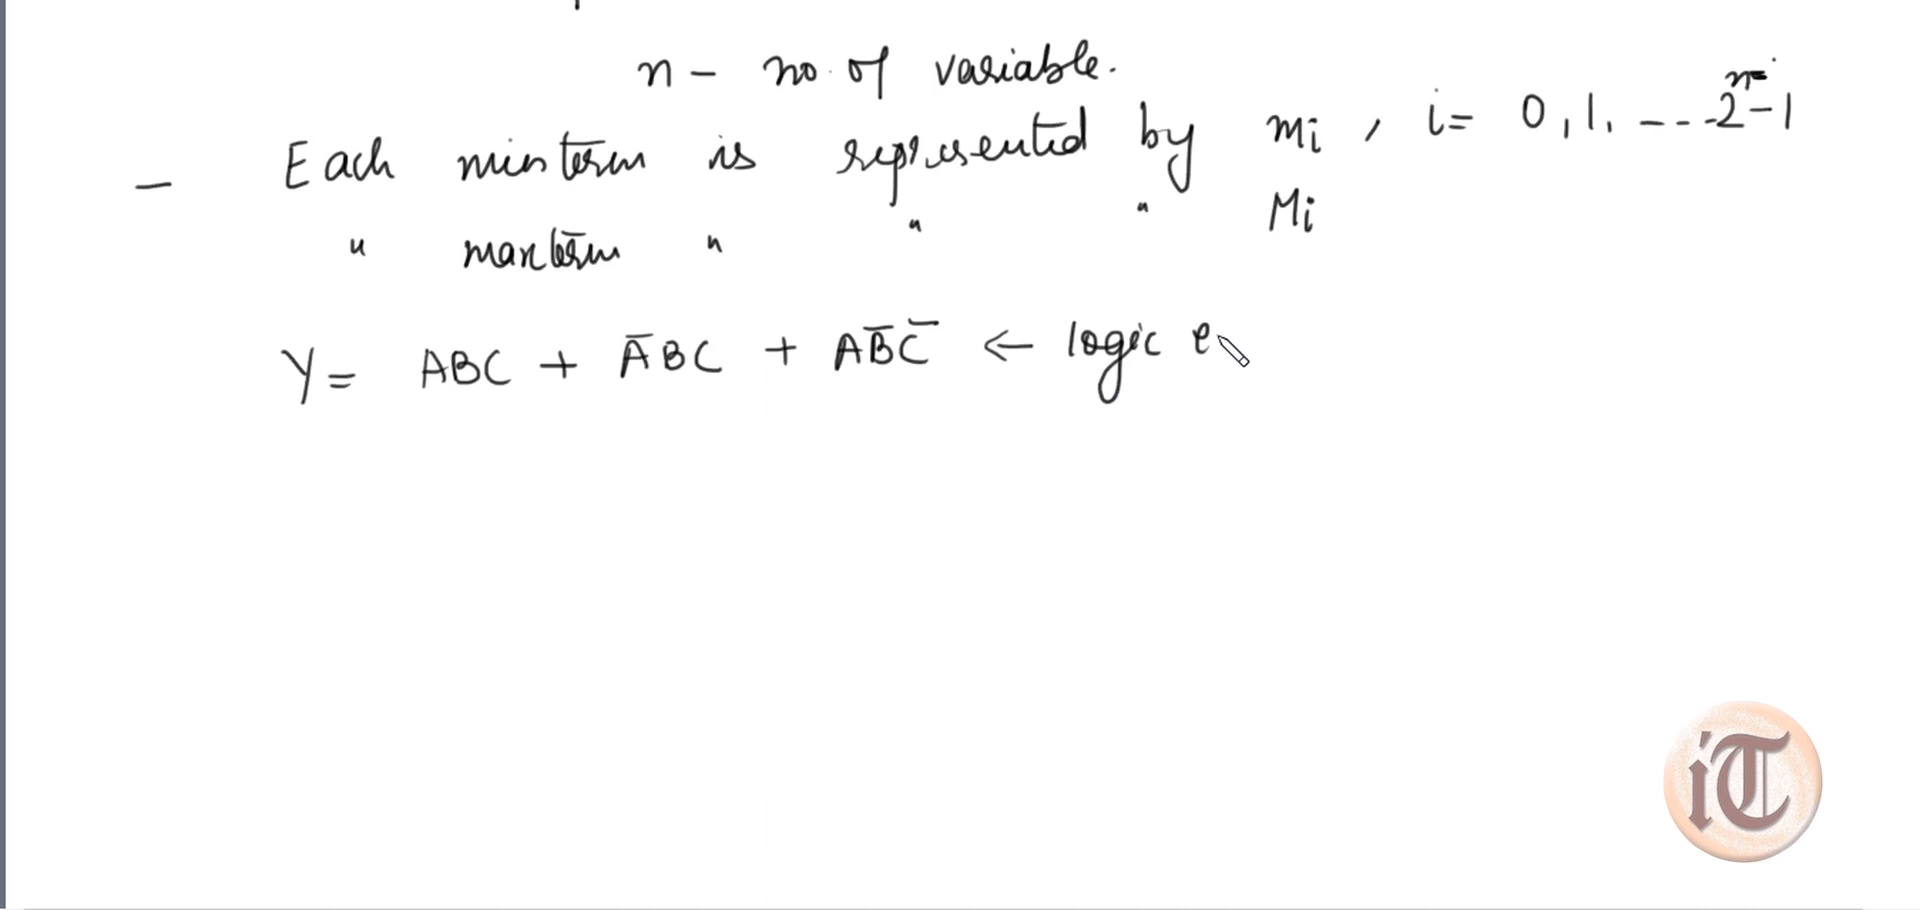 n - no. of variable.
— Each minterm is represented by mi , i = 0, 1, ---- 2ⁿ-1
" maxterm " " " Mi
Y = ABC + A̅BC + AB̅C̅ ← logic e
iT